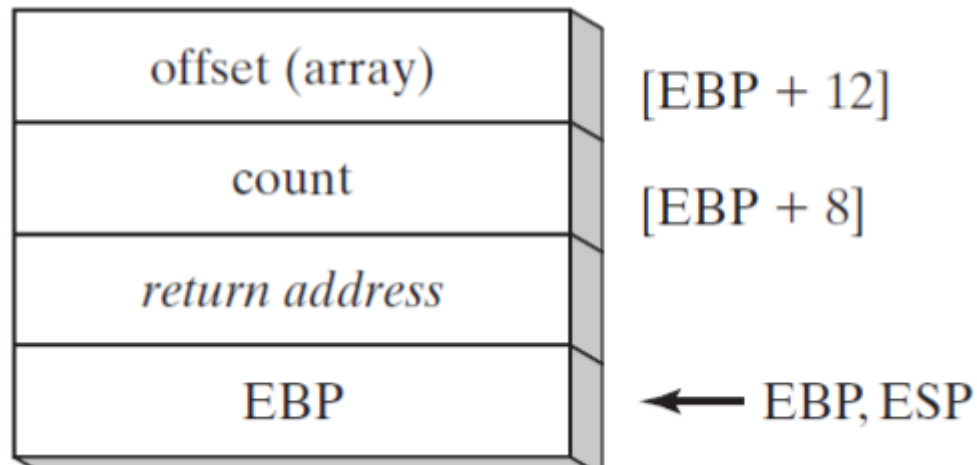 offset (array)
[EBP + 12]
count
[EBP + 8]
return address
EBP
EBP, ESP